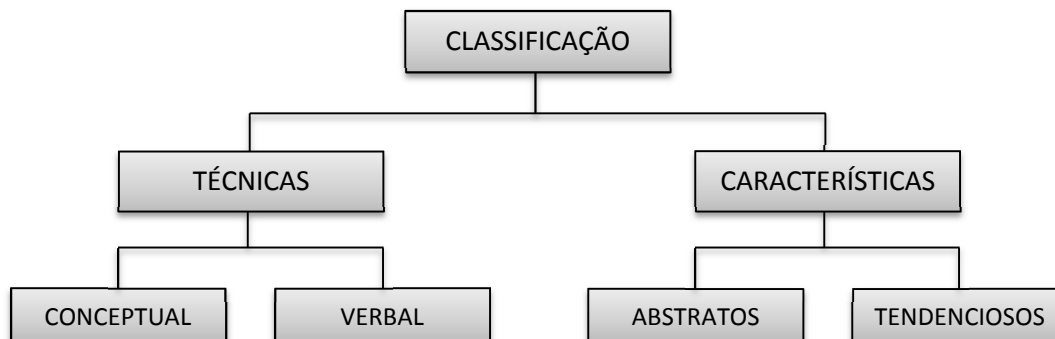 CLASSIFICAÇÃO
TÉCNICAS
CARACTERÍSTICAS
CONCEPTUAL
VERBAL
ABSTRATOS
TENDENCIOSOS